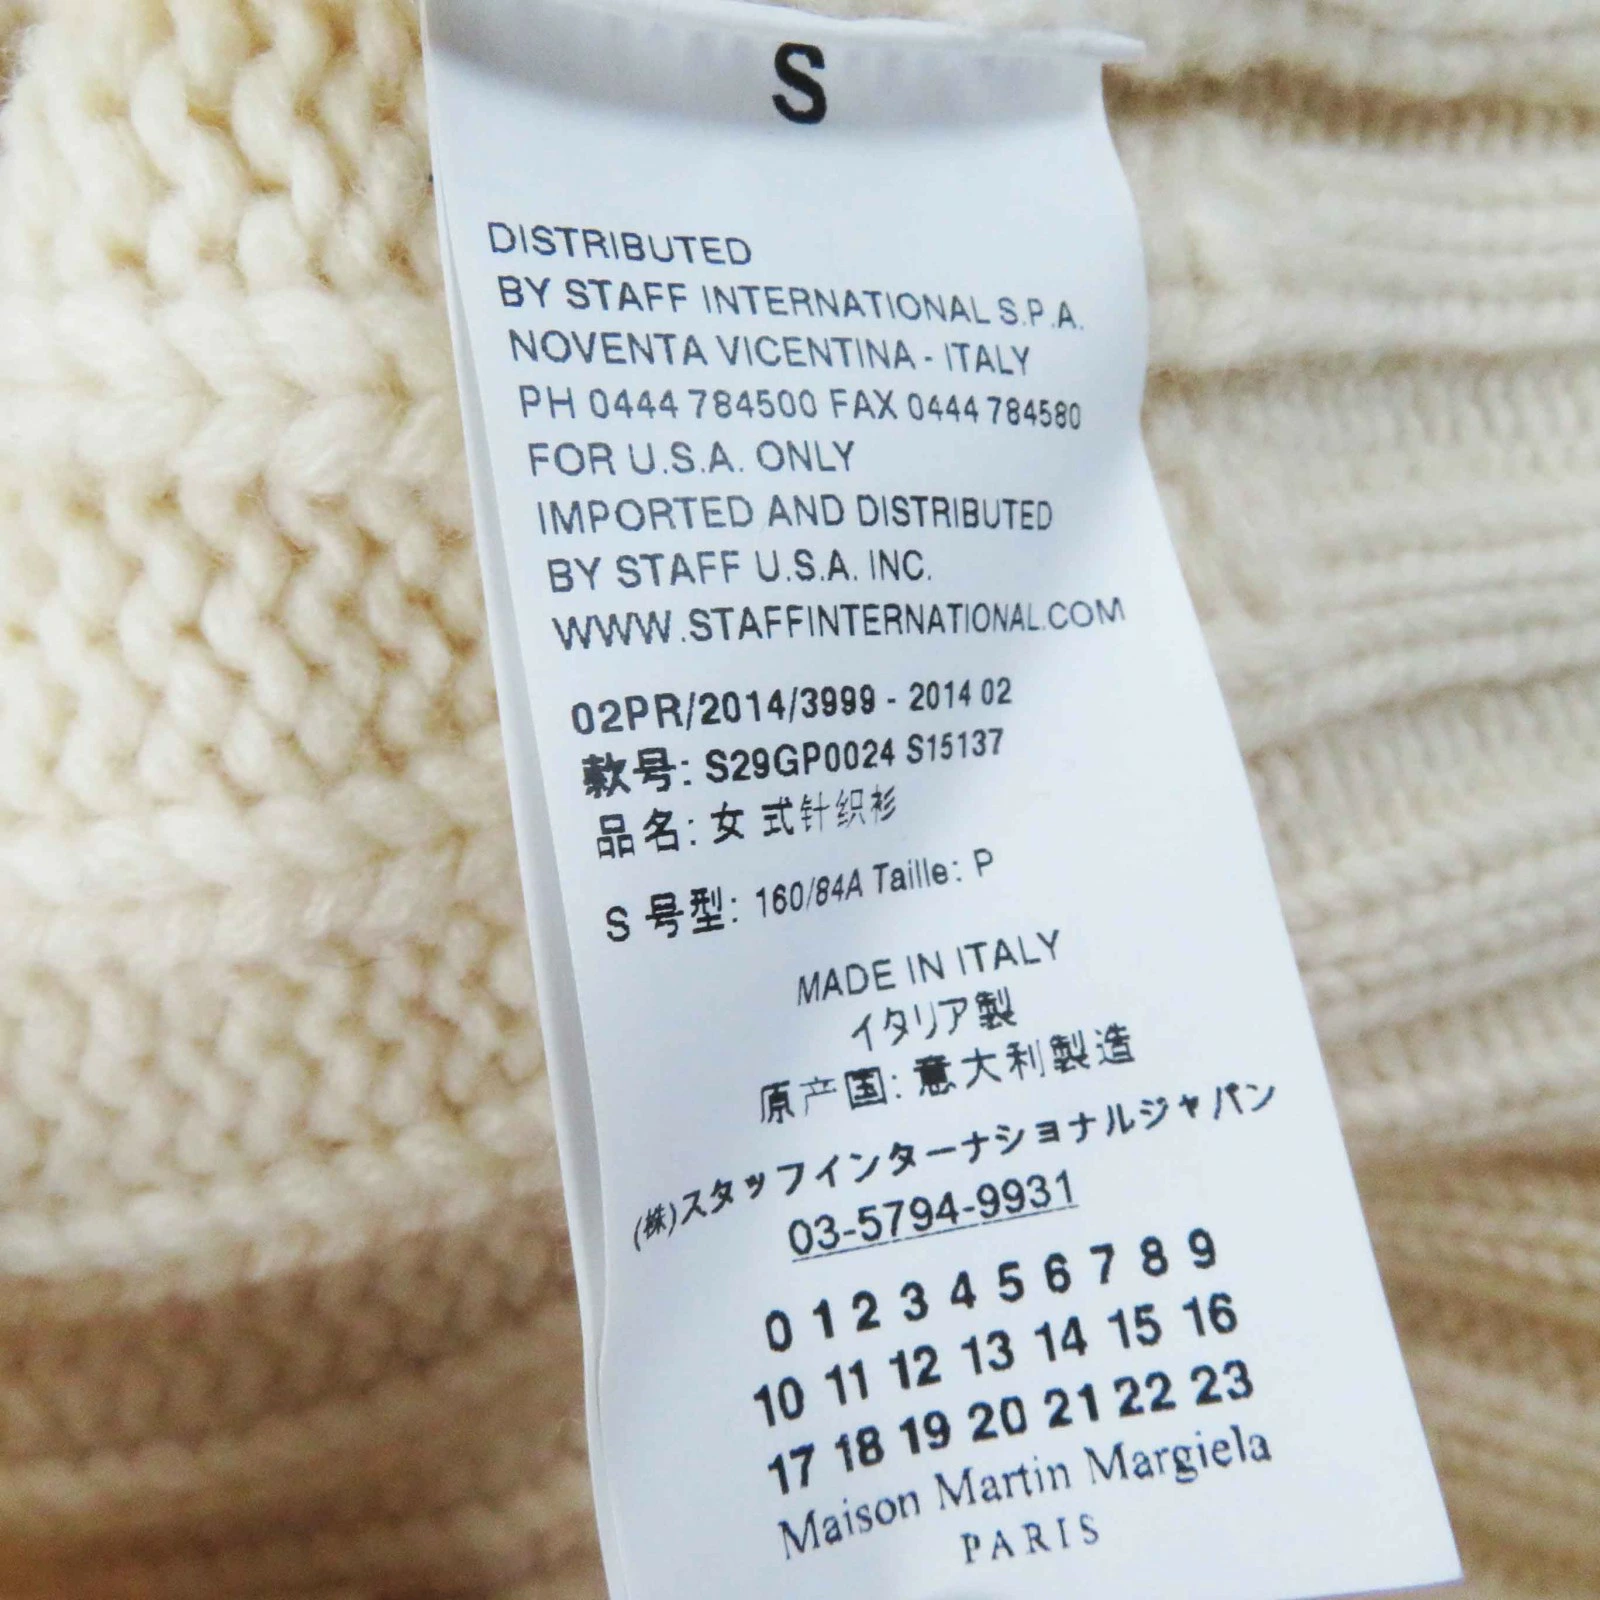 S
DISTRIBUTED
BY STAFF INTERNATIONAL S.P.A.
NOVENTA VICENTINA - ITALY
PH 0444 784500 FAX 0444 784580
FOR U.S.A. ONLY
IMPORTED AND DISTRIBUTED
BY STAFF U.S.A. INC.
WWW.STAFFINTERNATIONAL.COM
02PR/2014/3999 - 2014 02
款号: S29GP0024 S15137
品名: 女式针织衫
S 号型: 160/84A Taille: P
MADE IN ITALY
イタリア製
原产国: 意大利製造
(株)スタッフインターナショナルジャパン
03-5794-9931
0 1 2 3 4 5 6 7 8 9
10 11 12 13 14 15 16
17 18 19 20 21 22 23
Maison Martin Margiela
PARIS